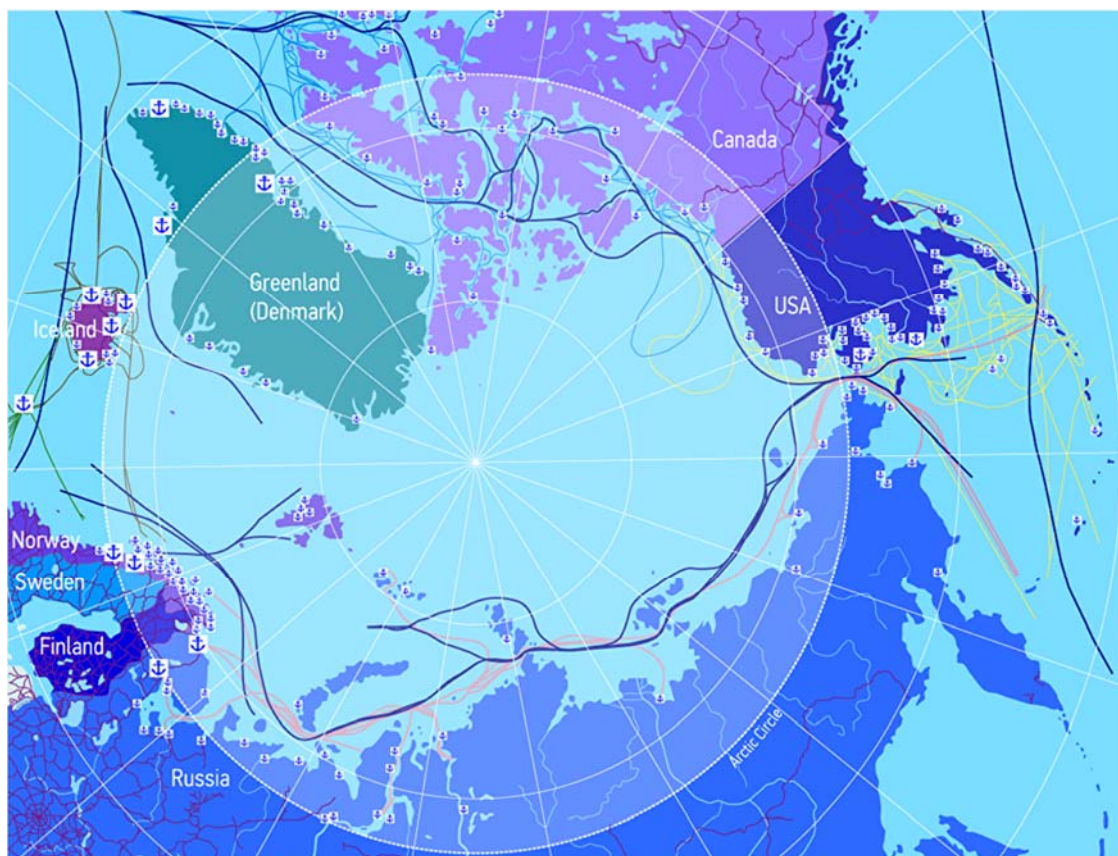 Canada
Greenland
(Denmark)
USA
Iceland
Norway
Sweden
Finland
Russia
Arctic Circle